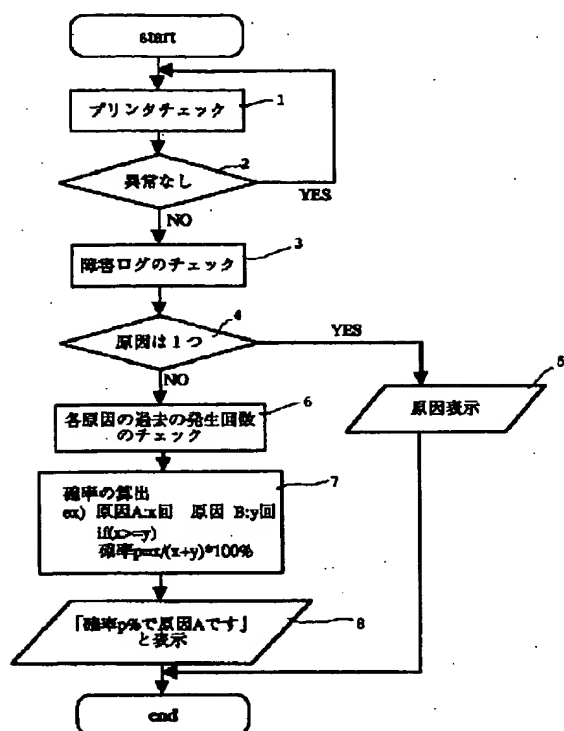 start
プリンタチェック
1
異常なし
2
YES
NO
障害ログのチェック
3
原因は1つ
4
YES
NO
原因表示
5
各原因の過去の発生回数
のチェック
6
確率の算出
ex) 原因A:x回 原因 B:y回
if(x>=y)
確率p=x/(x+y)*100%
7
「確率p%で原因Aです」
と表示
8
end